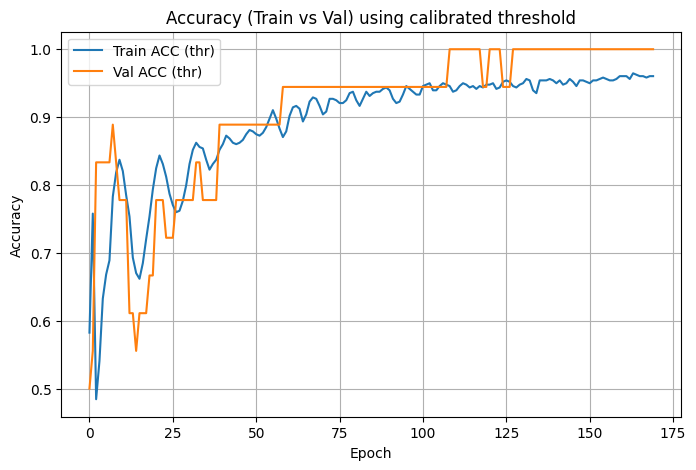 Accuracy (Train vs Val) using calibrated threshold
Train ACC (thr)
Val ACC (thr)
1.0
0.9
0.8
0.7
0.6
0.5
Accuracy
0 25 50 75 100 125 150 175
Epoch